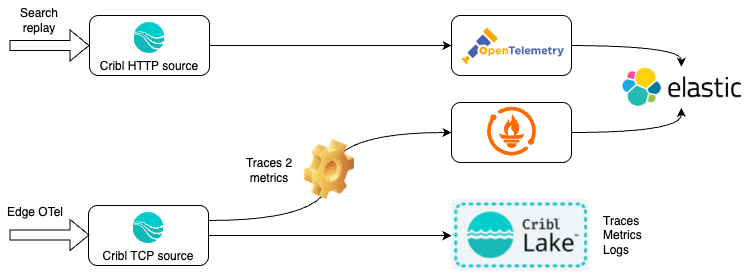 Search
replay
Cribl HTTP source
OpenTelemetry
elastic
Traces 2
metrics
Edge OTel
Cribl TCP source
Cribl
Lake™
Traces
Metrics
Logs